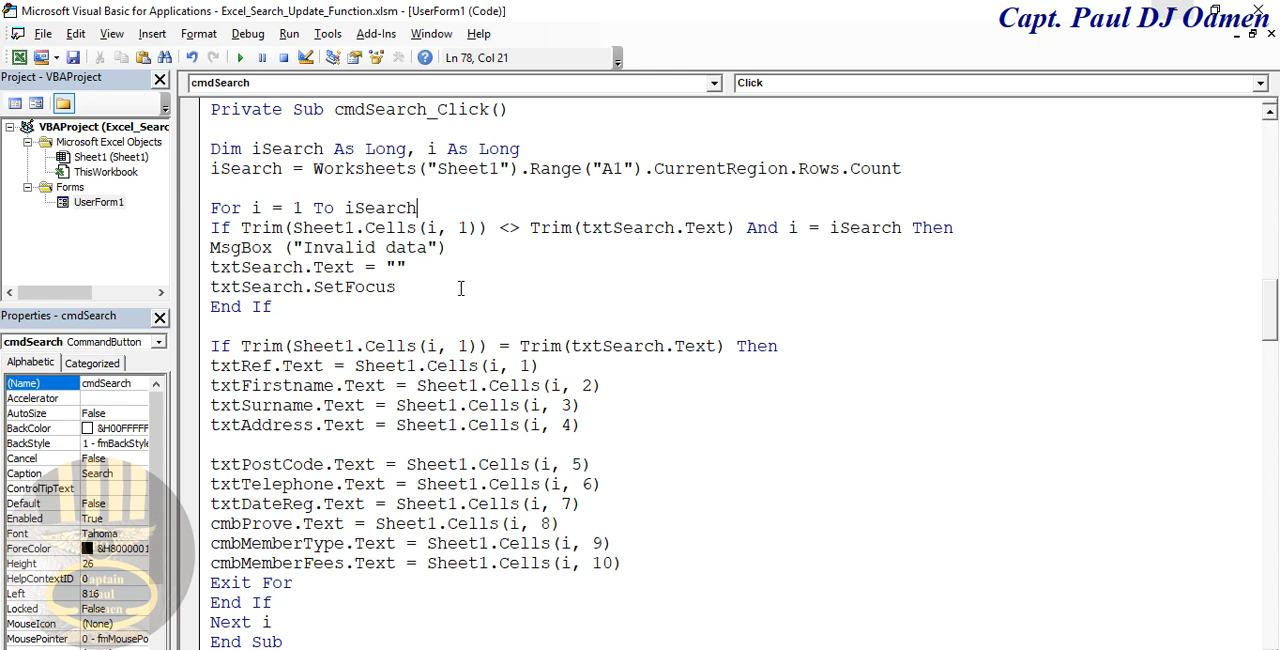 Microsoft Visual Basic for Applications - Excel_Search_Update_Function.xlsm - [UserForm1 (Code)]
Capt. Paul DJ Oamen
File Edit View Insert Format Debug Run Tools Add-Ins Window Help
Ln 78, Col 21
Project - VBAProject
cmdSearch
Click
VBAProject (Excel_Searc
Microsoft Excel Objects
Sheet1 (Sheet1)
ThisWorkbook
Forms
UserForm1
Properties - cmdSearch
cmdSearch CommandButton
Alphabetic Categorized
(Name) cmdSearch
Accelerator
AutoSize False
BackColor &H00FFFFF
BackStyle 1 - fmBackStyle
Cancel False
Caption Search
ControlTipText
Default False
Enabled True
Font Tahoma
ForeColor &H8000001
Height 26
HelpContextID 0
Left 816
Locked False
MouseIcon (None)
MousePointer 0 - fmMousePo
Captain
Paul
Private Sub cmdSearch_Click()
Dim iSearch As Long, i As Long
iSearch = Worksheets("Sheet1").Range("A1").CurrentRegion.Rows.Count
For i = 1 To iSearch
If Trim(Sheet1.Cells(i, 1)) <> Trim(txtSearch.Text) And i = iSearch Then
MsgBox ("Invalid data")
txtSearch.Text = ""
txtSearch.SetFocus
End If
If Trim(Sheet1.Cells(i, 1)) = Trim(txtSearch.Text) Then
txtRef.Text = Sheet1.Cells(i, 1)
txtFirstname.Text = Sheet1.Cells(i, 2)
txtSurname.Text = Sheet1.Cells(i, 3)
txtAddress.Text = Sheet1.Cells(i, 4)
txtPostCode.Text = Sheet1.Cells(i, 5)
txtTelephone.Text = Sheet1.Cells(i, 6)
txtDateReg.Text = Sheet1.Cells(i, 7)
cmbProve.Text = Sheet1.Cells(i, 8)
cmbMemberType.Text = Sheet1.Cells(i, 9)
cmbMemberFees.Text = Sheet1.Cells(i, 10)
Exit For
End If
Next i
End Sub